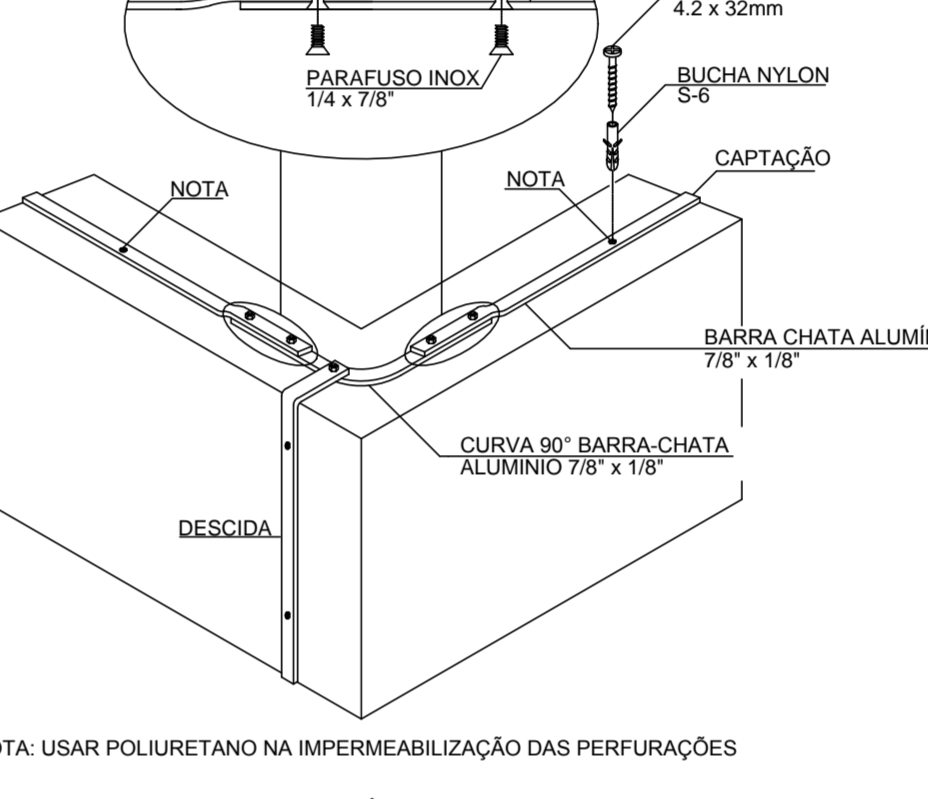 4.2 x 32mm
PARAFUSO INOX
1/4 x 7/8"
BUCHA NYLON
S-6
CAPTAÇÃO
NOTA
NOTA
BARRA CHATA ALUMÍ
7/8" x 1/8"
CURVA 90° BARRA-CHATA
ALUMINIO 7/8" x 1/8"
DESCIDA
OTA: USAR POLIURETANO NA IMPERMEABILIZAÇÃO DAS PERFURAÇÕES